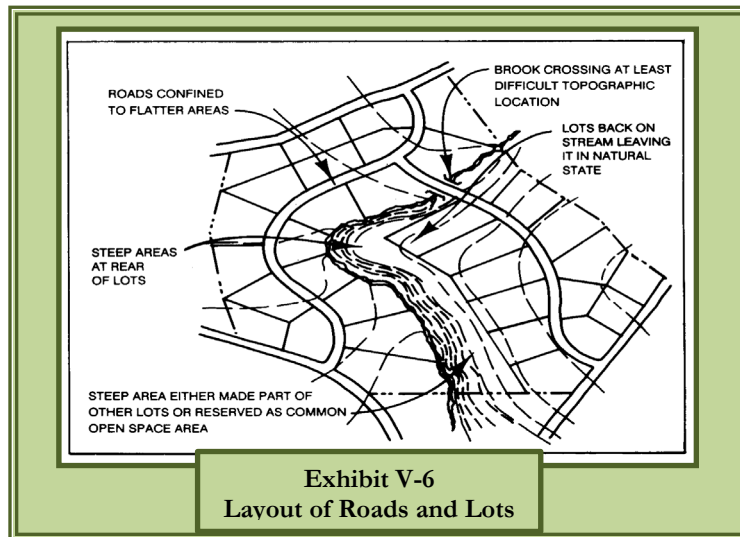 ROADS CONFINED
TO FLATTER AREAS
BROOK CROSSING AT LEAST
DIFFICULT TOPOGRAPHIC
LOCATION
LOTS BACK ON
STREAM LEAVING
IT IN NATURAL
STATE
STEEP AREAS
AT REAR
OF LOTS
STEEP AREA EITHER MADE PART OF
OTHER LOTS OR RESERVED AS COMMON
OPEN SPACE AREA
Exhibit V-6
Layout of Roads and Lots